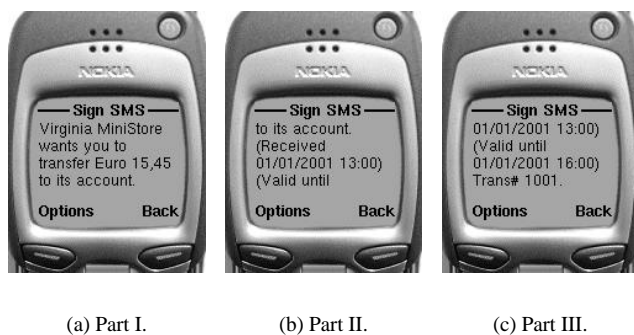 NOKIA
Sign SMS
Virginia MiniStore
wants you to
transfer Euro 15,45
to its account.
Options Back
NOKIA
Sign SMS
to its account.
(Received
01/01/2001 13:00)
(Valid until
Options Back
NOKIA
Sign SMS
01/01/2001 13:00)
(Valid until
01/01/2001 16:00)
Trans# 1001.
Options Back
(a) Part I.
(b) Part II.
(c) Part III.